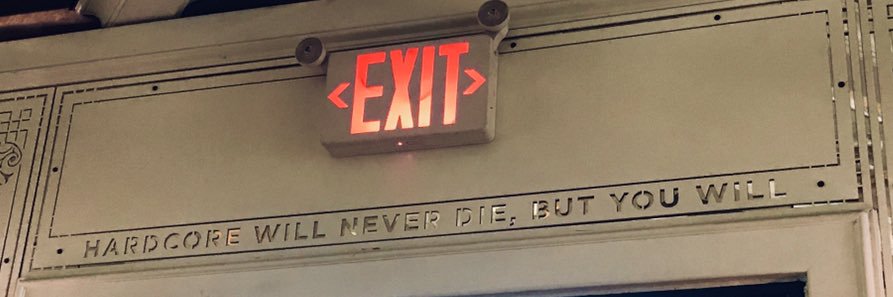 EXIT
HARDCORE WILL NEVER DIE, BUT YOU WILL